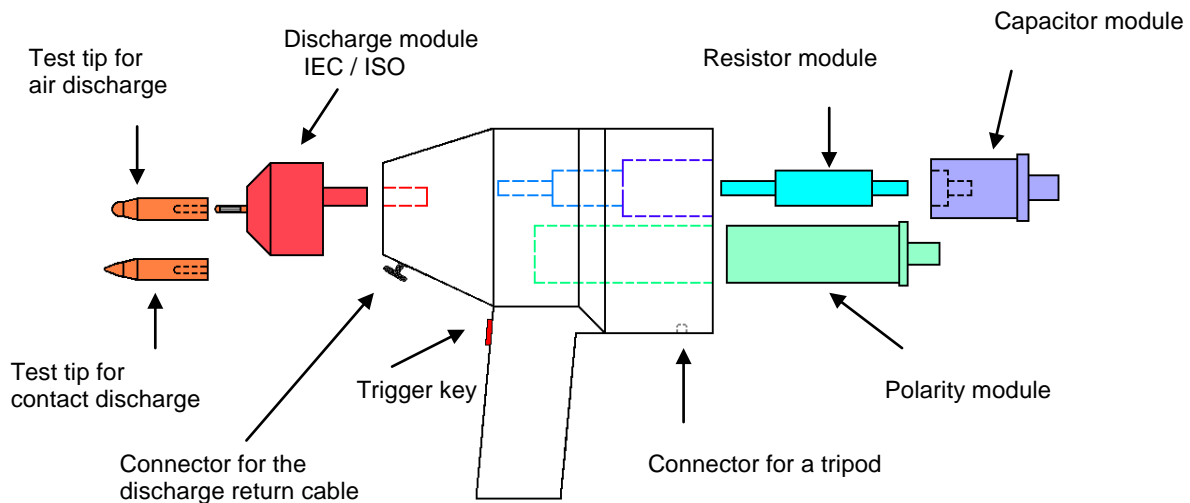 Test tip for
air discharge
Discharge module
IEC / ISO
Resistor module
Capacitor module
Test tip for
contact discharge
Trigger key
Polarity module
Connector for the
discharge return cable
Connector for a tripod